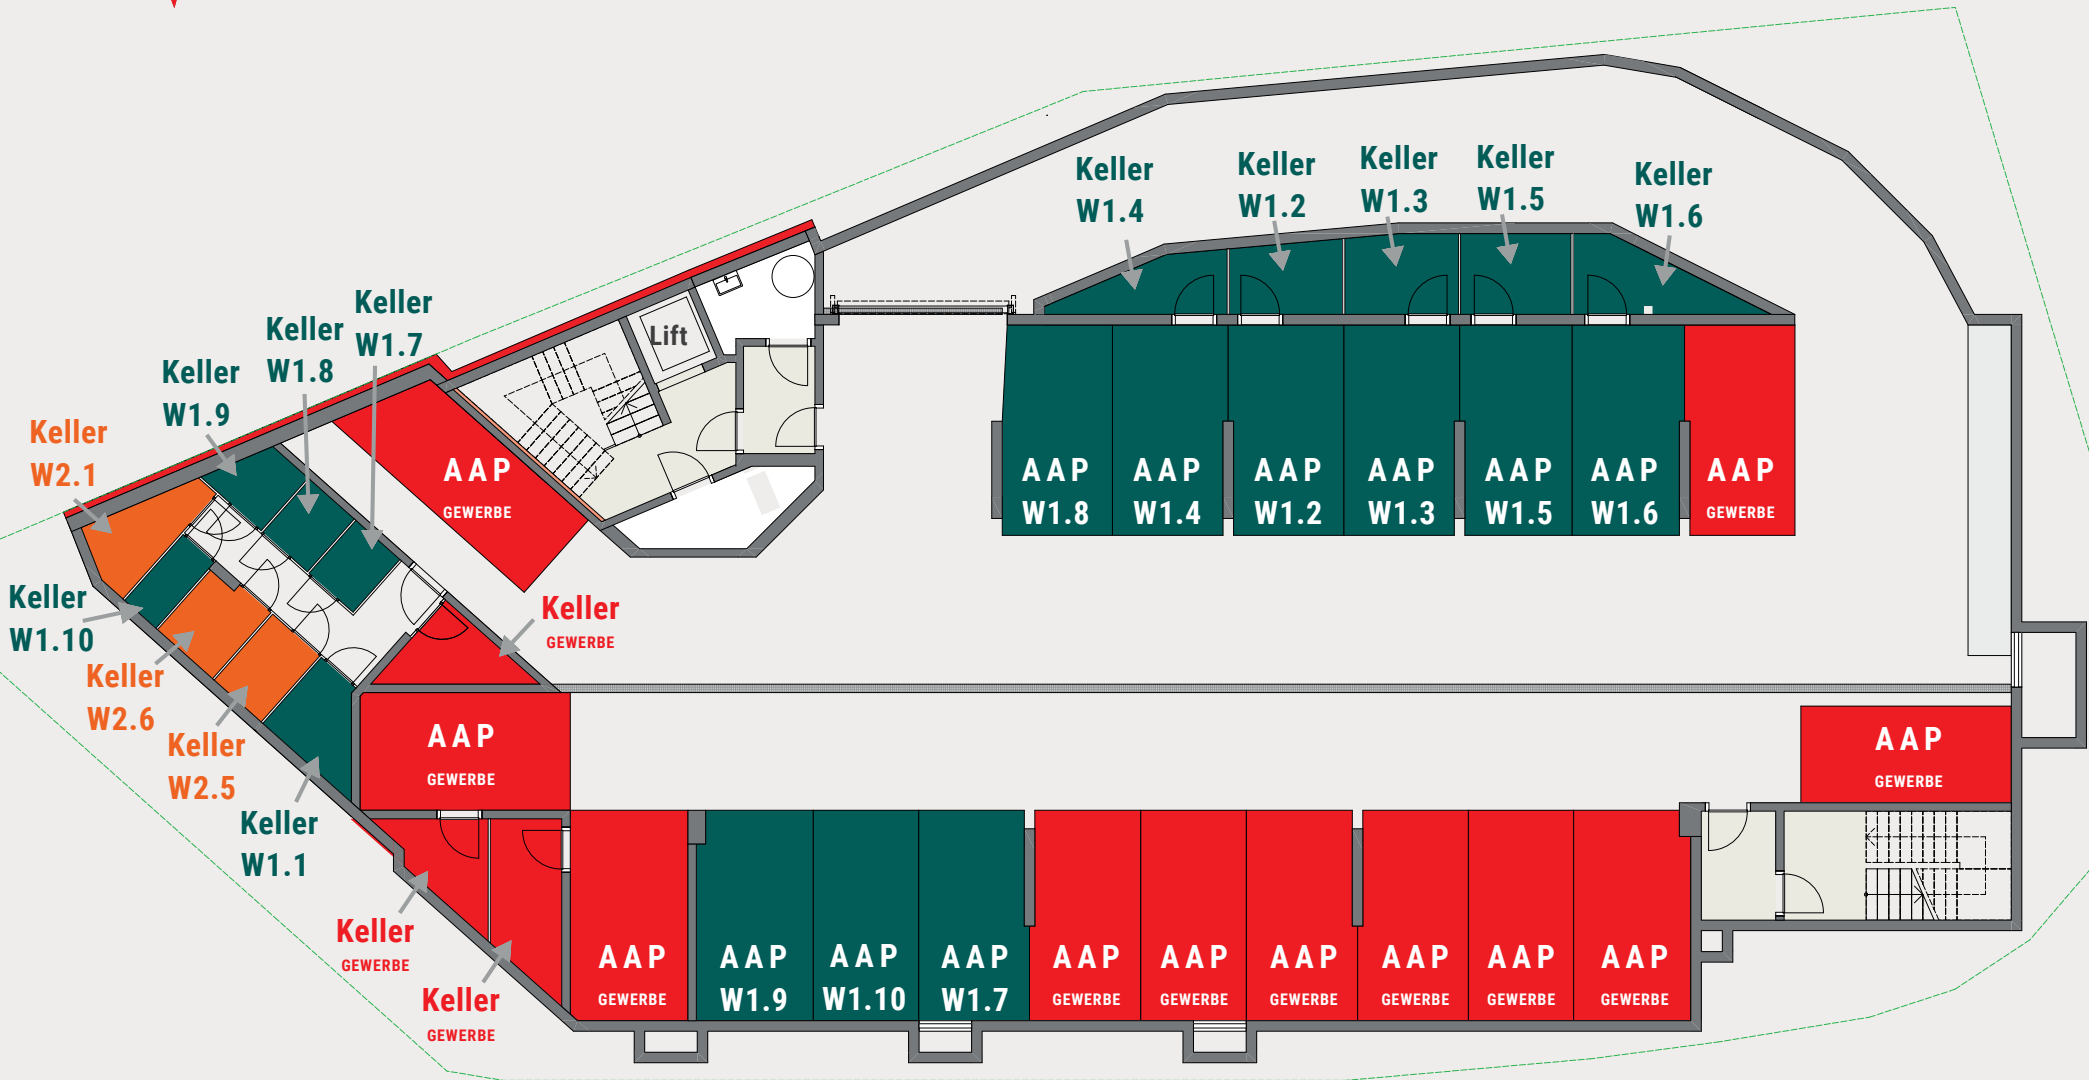 Keller
W1.4
Keller
W1.2
Keller
W1.3
Keller
W1.5
Keller
W1.6
Keller
W1.7
Keller
W1.8
Keller
W1.9
Keller
W2.1
Lift
AAP
GEWERBE
AAP
W1.8
AAP
W1.4
AAP
W1.2
AAP
W1.3
AAP
W1.5
AAP
W1.6
AAP
GEWERBE
Keller
W1.10
Keller
GEWERBE
Keller
W2.6
Keller
W2.5
Keller
W1.1
AAP
GEWERBE
AAP
GEWERBE
Keller
GEWERBE
Keller
GEWERBE
AAP
GEWERBE
AAP
W1.9
AAP
W1.10
AAP
W1.7
AAP
GEWERBE
AAP
GEWERBE
AAP
GEWERBE
AAP
GEWERBE
AAP
GEWERBE
AAP
GEWERBE